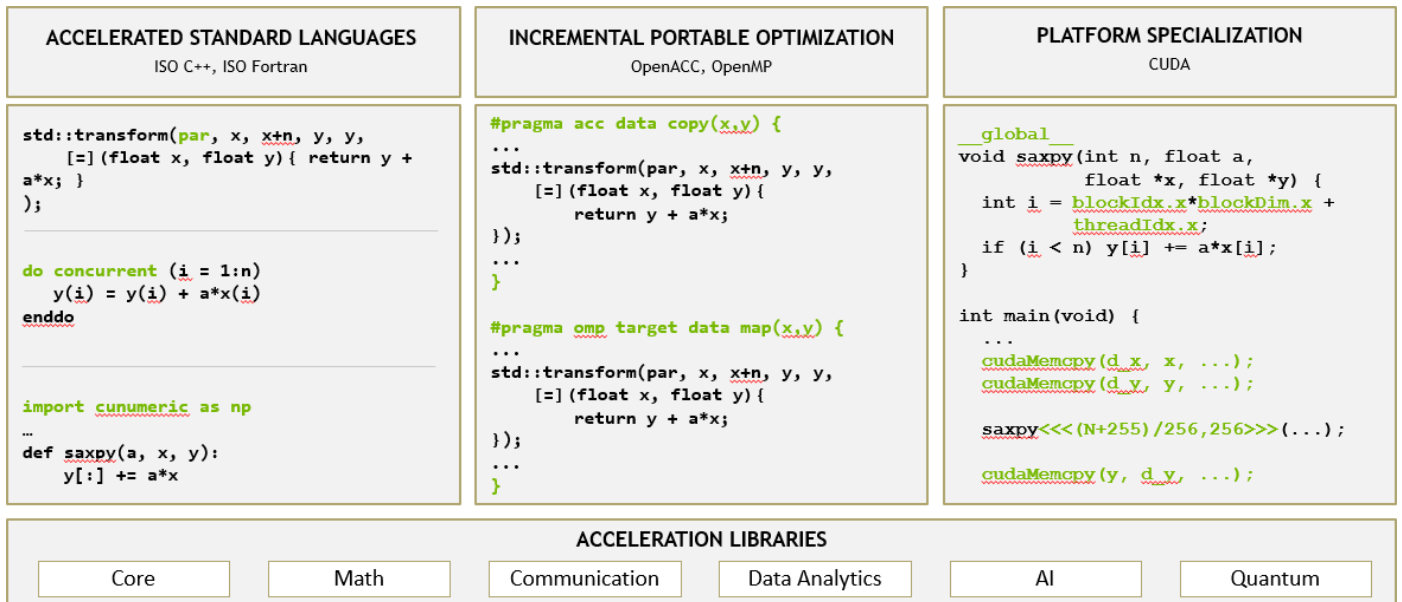 ACCELERATED STANDARD LANGUAGES
ISO C++, ISO Fortran
std::transform(par, x, x+n, y, y,
[=](float x, float y){ return y +
a*x; }
);
do concurrent (i = 1:n)
y(i) = y(i) + a*x(i)
enddo
import cunumeric as np
…
def saxpy(a, x, y):
y[:] += a*x
INCREMENTAL PORTABLE OPTIMIZATION
OpenACC, OpenMP
#pragma acc data copy(x,y) {
...
std::transform(par, x, x+n, y, y,
[=](float x, float y){
return y + a*x;
});
...
}
#pragma omp target data map(x,y) {
...
std::transform(par, x, x+n, y, y,
[=](float x, float y){
return y + a*x;
});
...
}
PLATFORM SPECIALIZATION
CUDA
__global__
void saxpy(int n, float a,
float *x, float *y) {
int i = blockIdx.x*blockDim.x +
threadIdx.x;
if (i < n) y[i] += a*x[i];
}
int main(void) {
...
cudaMemcpy(d_x, x, ...);
cudaMemcpy(d_y, y, ...);
saxpy<<<(N+255)/256,256>>>(...);
cudaMemcpy(y, d_y, ...);
ACCELERATION LIBRARIES
Core
Math
Communication
Data Analytics
AI
Quantum